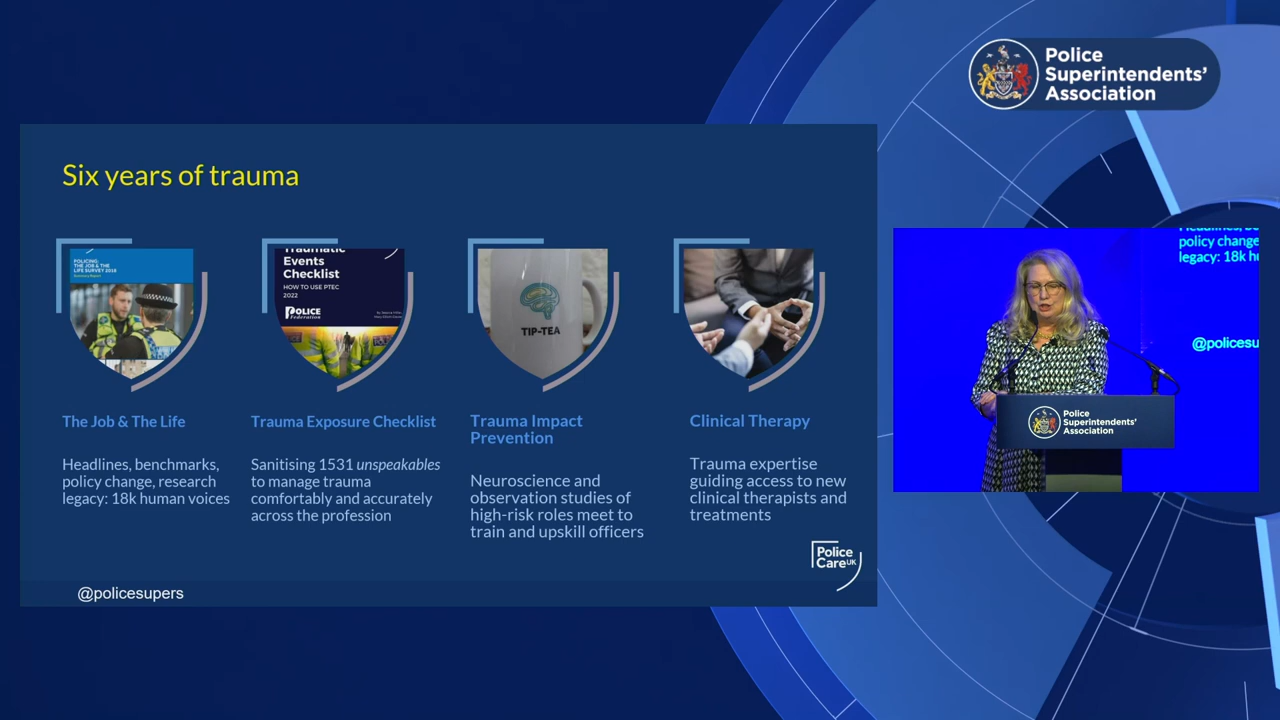 Police
Superintendents'
Association
Six years of trauma
POLICING:
THE JOB & THE
LIFE SURVEY 2018
Summary Report
Traumatic
Events
Checklist
HOW TO USE PTEC
2022
POLICE
Federation
TIP-TEA
The Job & The Life
Headlines, benchmarks,
policy change, research
legacy: 18k human voices
Trauma Exposure Checklist
Sanitising 1531 unspeakables
to manage trauma
comfortably and accurately
across the profession
Trauma Impact
Prevention
Neuroscience and
observation studies of
high-risk roles meet to
train and upskill officers
Clinical Therapy
Trauma expertise
guiding access to new
clinical therapists and
treatments
Police
Care UK
@policesupers
policy change
legacy: 18k hu
@policesu
Police
Superintendents'
Association